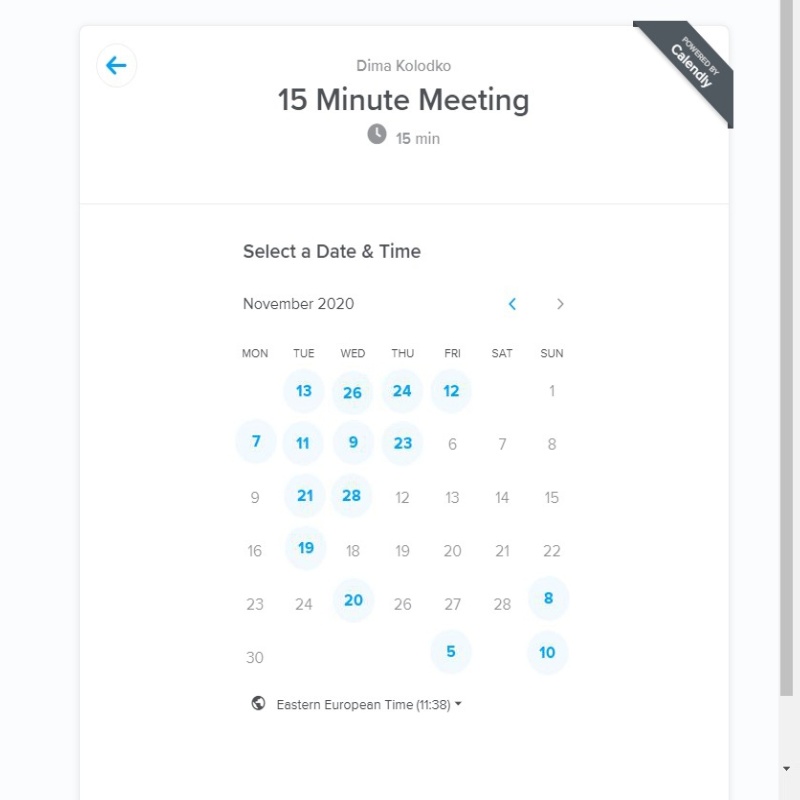 POWERED BY
Calendly
Dima Kolodko
15 Minute Meeting
15 min
Select a Date & Time
November 2020
MON TUE WED THU FRI SAT SUN
13 26 24 12 1
7 11 9 23 6 7 8
9 21 28 12 13 14 15
16 19 18 19 20 21 22
23 24 20 26 27 28 8
30 5 10
Eastern European Time (11:38)